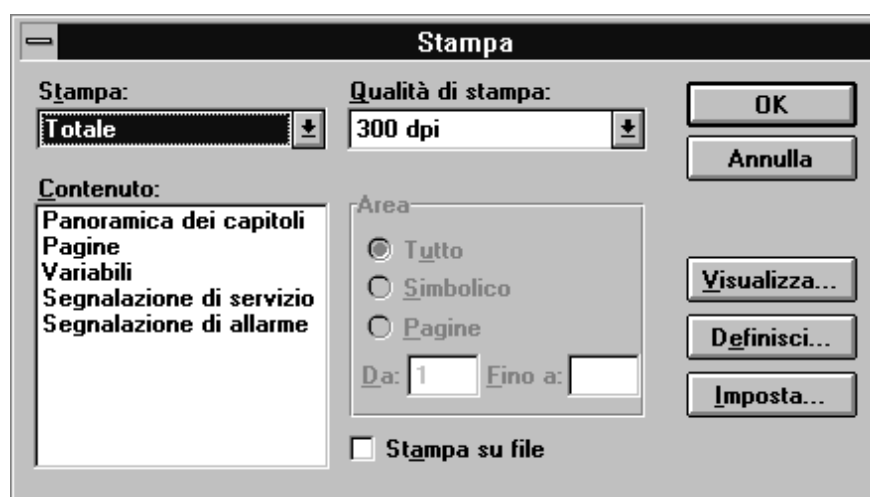 Stampa
Stampa:
Totale
Qualità di stampa:
300 dpi
OK
Annulla
Contenuto:
Panoramica dei capitoli
Pagine
Variabili
Segnalazione di servizio
Segnalazione di allarme
Area
Tutto
Simbolico
Pagine
Da: 1 Fino a:
Stampa su file
Visualizza...
Definisci...
Imposta...